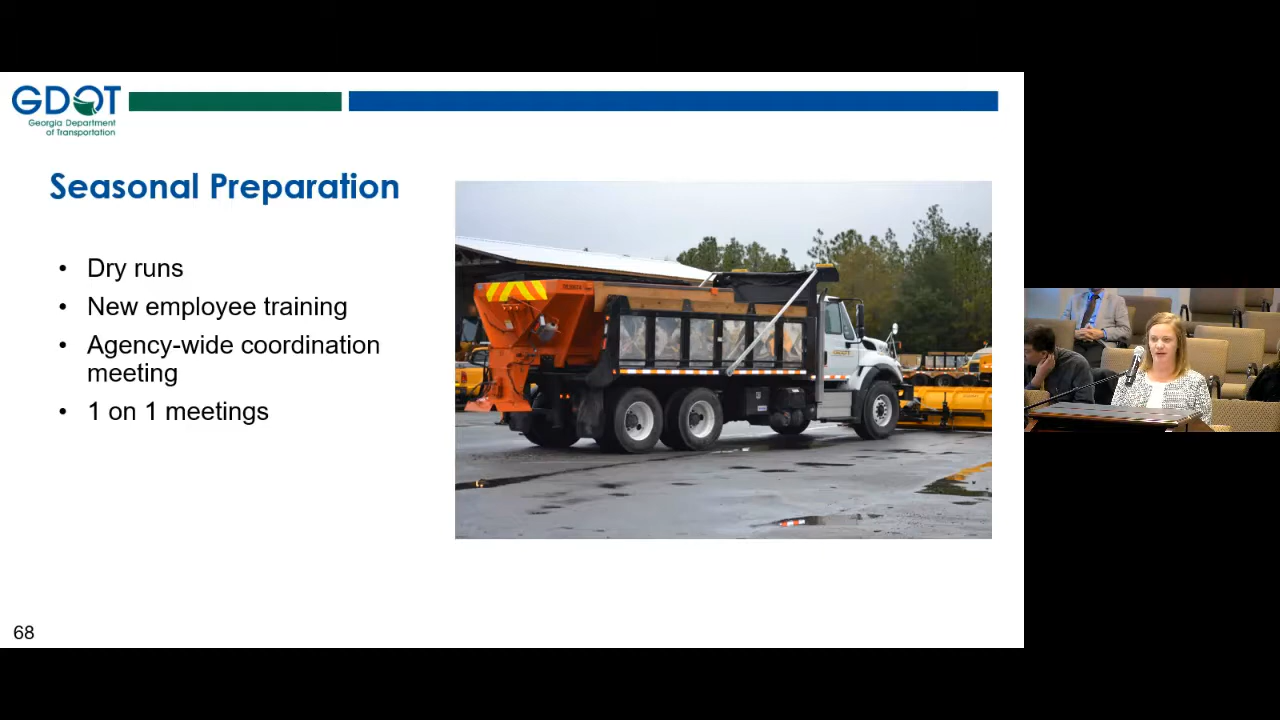 GDOT
Georgia Department
of Transportation
Seasonal Preparation
• Dry runs
• New employee training
• Agency-wide coordination
meeting
• 1 on 1 meetings
68